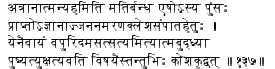 अत्रानात्मन्यहमिति मतिर्बन्ध एषोऽस्य पुंसः
प्राप्तोऽज्ञानाज्जननमरणक्लेशसंपातहेतुः ।
येनैवायं वपुरिदमसत्सत्यमित्यात्मबुद्ध्या
पुष्यत्युक्षत्यवति विषयैस्तन्तुभिः कोशकृद्वत् ॥ १३७॥